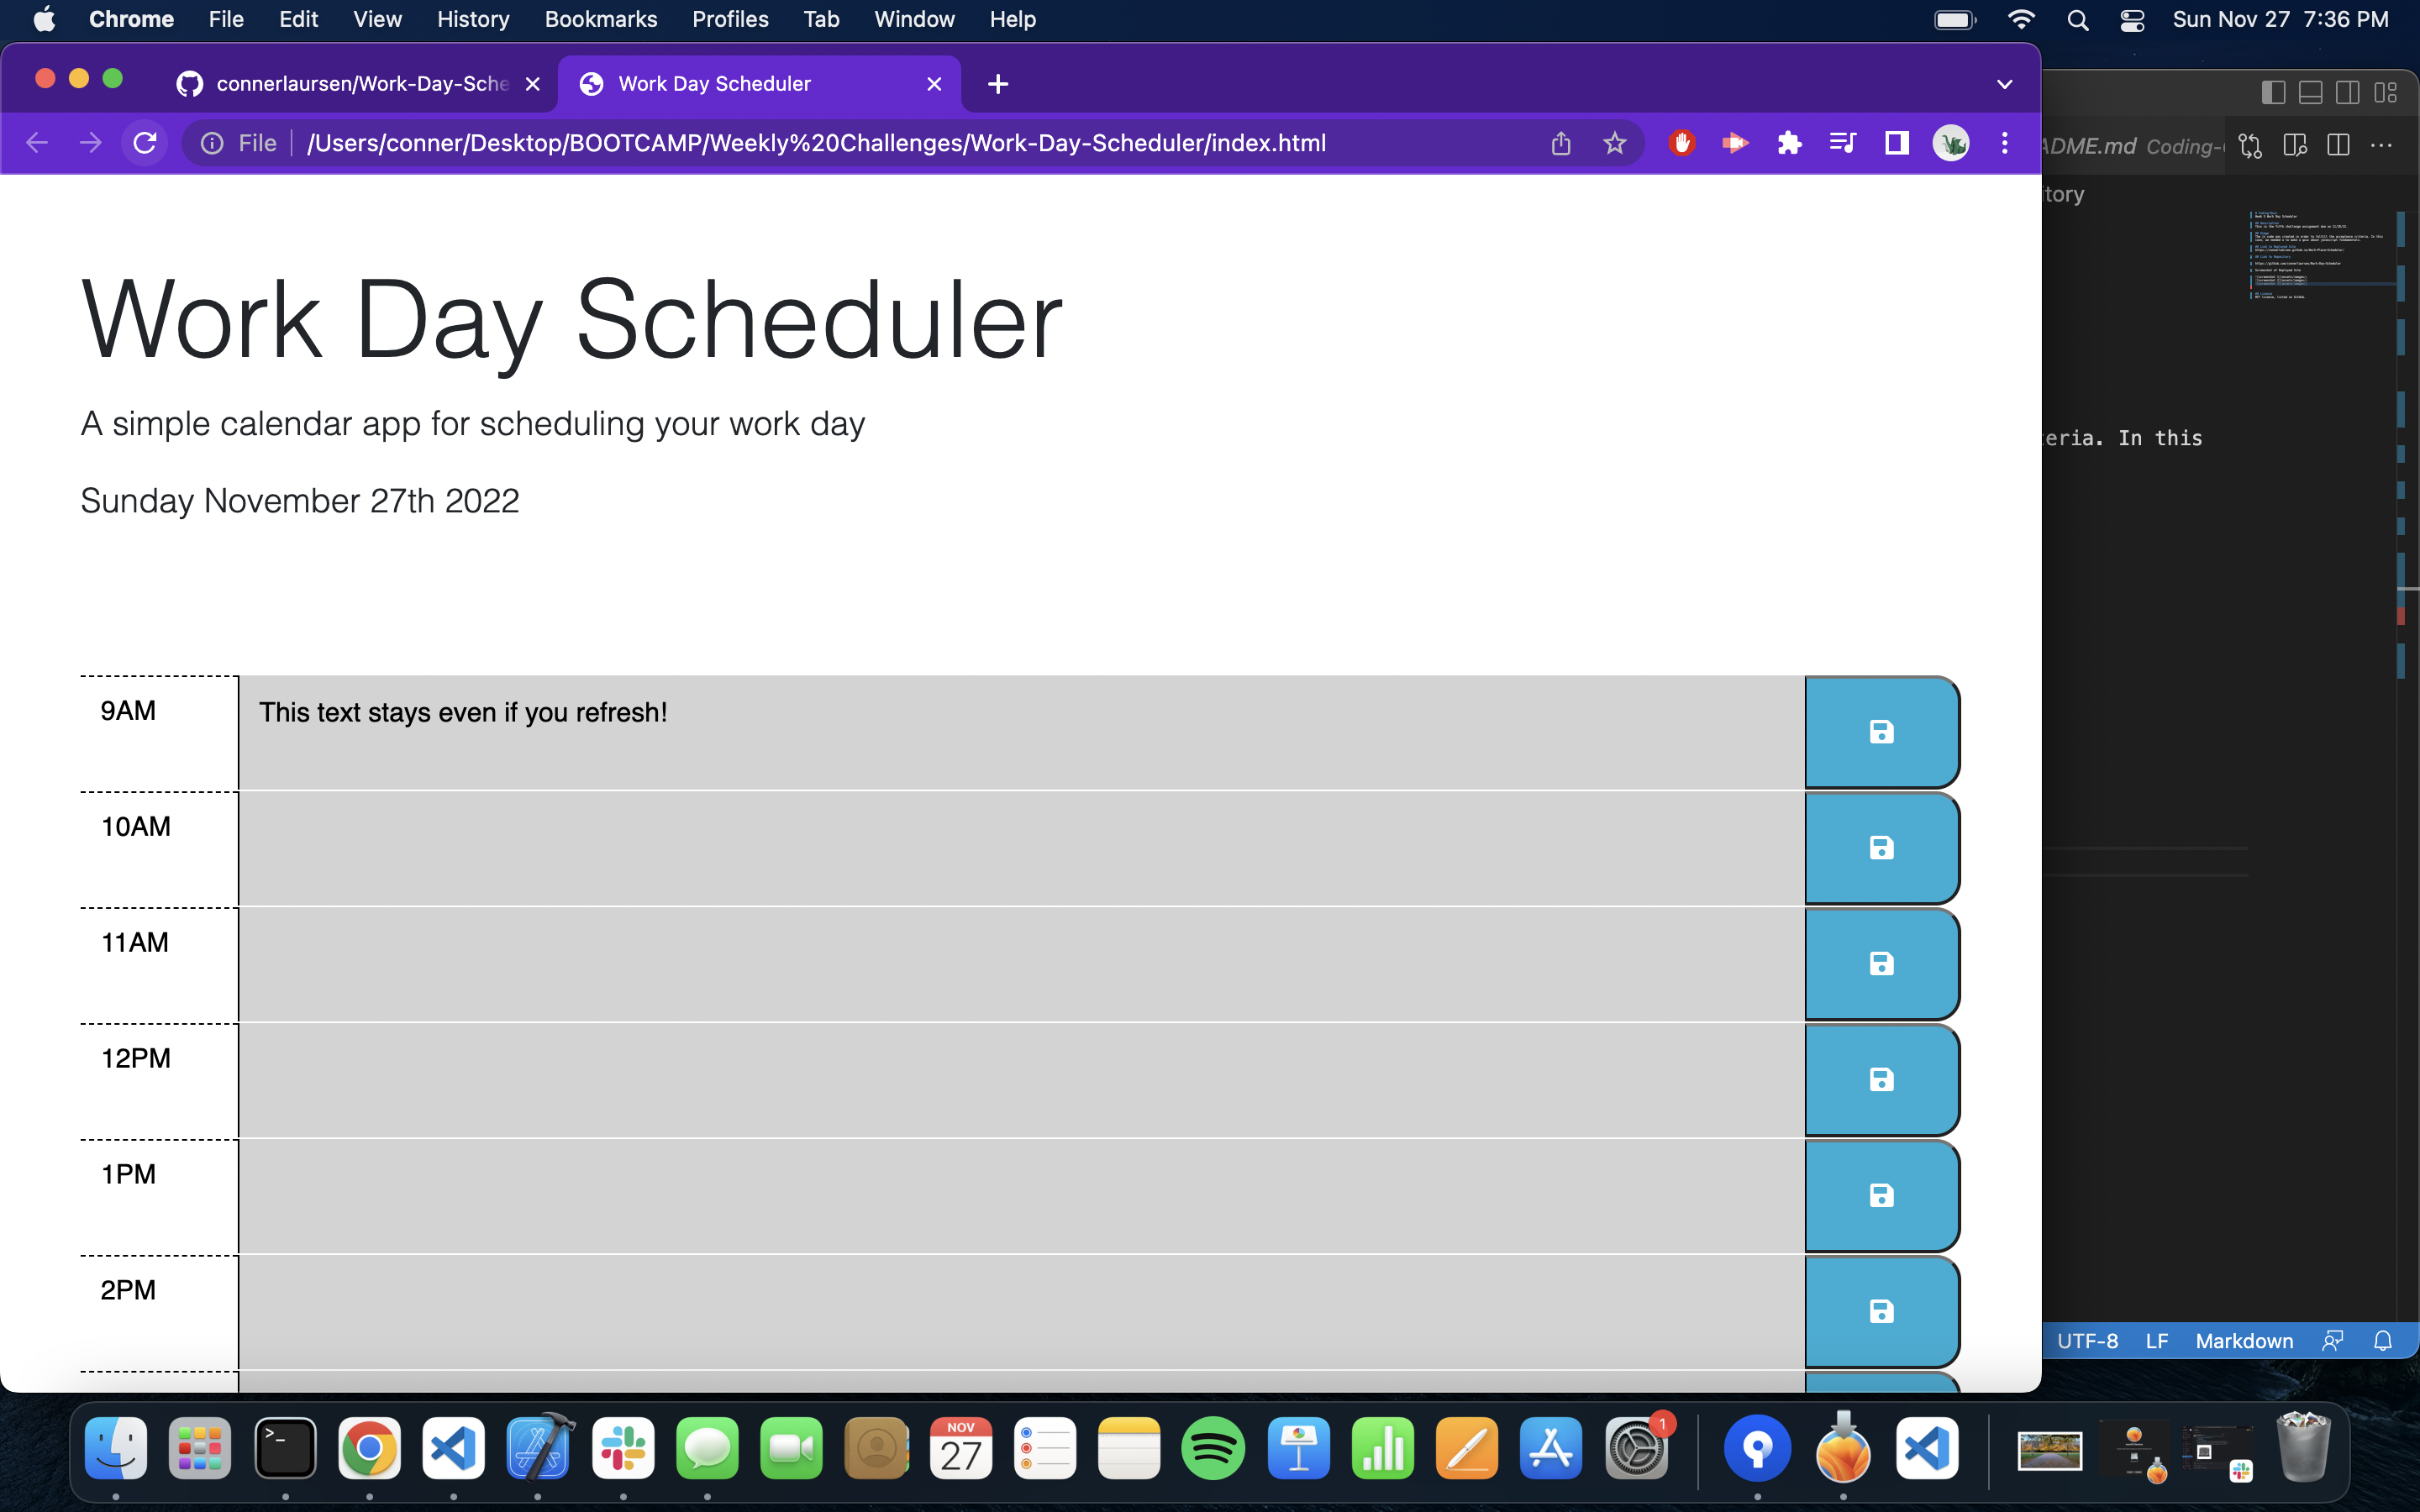 Chrome File Edit View History Bookmarks Profiles Tab Window Help Sun Nov 27 7:36 PM
connerlaursen/Work-Day-Sche Work Day Scheduler
File /Users/conner/Desktop/BOOTCAMP/Weekly%20Challenges/Work-Day-Scheduler/index.html
ADME.md Coding-
itory
Work Day Scheduler
A simple calendar app for scheduling your work day
eria. In this
Sunday November 27th 2022
9AM This text stays even if you refresh!
10AM
11AM
12PM
1PM
2PM
UTF-8 LF Markdown
NOV
27
1